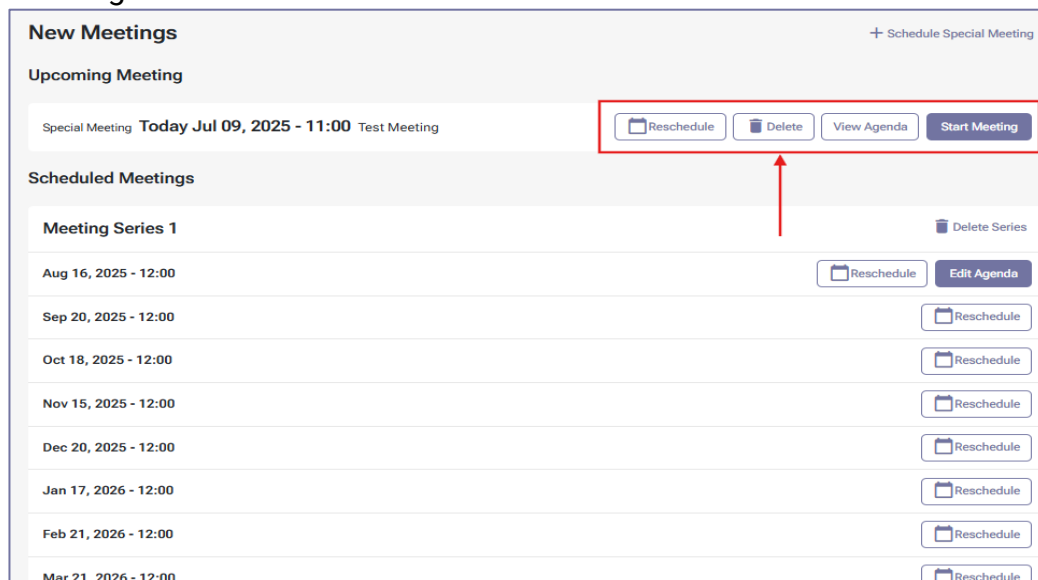 New Meetings + Schedule Special Meeting
Upcoming Meeting
Special Meeting Today Jul 09, 2025 - 11:00 Test Meeting Reschedule Delete View Agenda Start Meeting
Scheduled Meetings
Meeting Series 1 Delete Series
Aug 16, 2025 - 12:00 Reschedule Edit Agenda
Sep 20, 2025 - 12:00 Reschedule
Oct 18, 2025 - 12:00 Reschedule
Nov 15, 2025 - 12:00 Reschedule
Dec 20, 2025 - 12:00 Reschedule
Jan 17, 2026 - 12:00 Reschedule
Feb 21, 2026 - 12:00 Reschedule
Mar 21, 2026 - 12:00 Reschedule